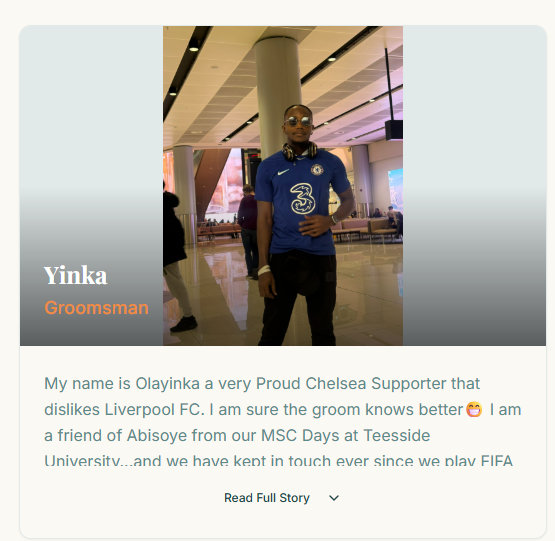 3
Yinka
Groomsman
My name is Olayinka a very Proud Chelsea Supporter that
dislikes Liverpool FC. I am sure the groom knows better😁 I am
a friend of Abisoye from our MSC Days at Teesside
University...and we have kept in touch ever since we play FIFA
Read Full Story